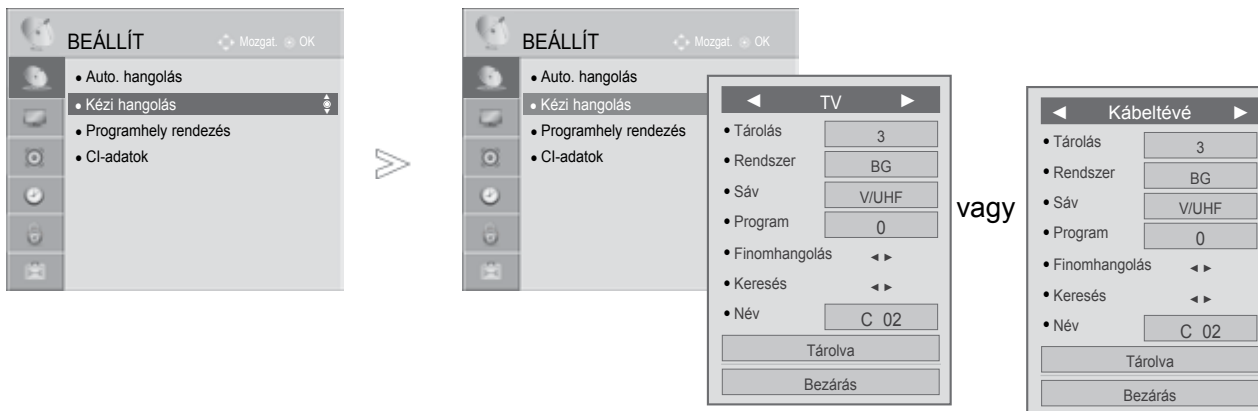 BEÁLLÍT
Mozgat. OK
• Auto. hangolás
• Kézi hangolás
• Programhely rendezés
• CI-adatok
BEÁLLÍT
Mozgat. OK
• Auto. hangolás
• Kézi hangolás
• Programhely rendezés
• CI-adatok
◄ TV ►
• Tárolás 3
• Rendszer BG
• Sáv V/UHF
• Program 0
• Finomhangolás ◄ ►
• Keresés ◄ ►
• Név C 02
Tárolva
Bezárás
vagy
◄ Kábeltévé ►
• Tárolás 3
• Rendszer BG
• Sáv V/UHF
• Program 0
• Finomhangolás ◄ ►
• Keresés ◄ ►
• Név C 02
Tárolva
Bezárás